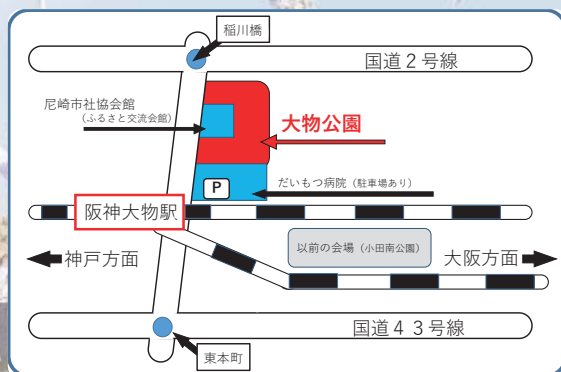 稲川橋
国道２号線
尼崎市社協会館
（ふるさと交流会館）
大物公園
P
だいもつ病院（駐車場あり）
阪神大物駅
以前の会場（小田南公園）
神戸方面
大阪方面
国道４３号線
東本町